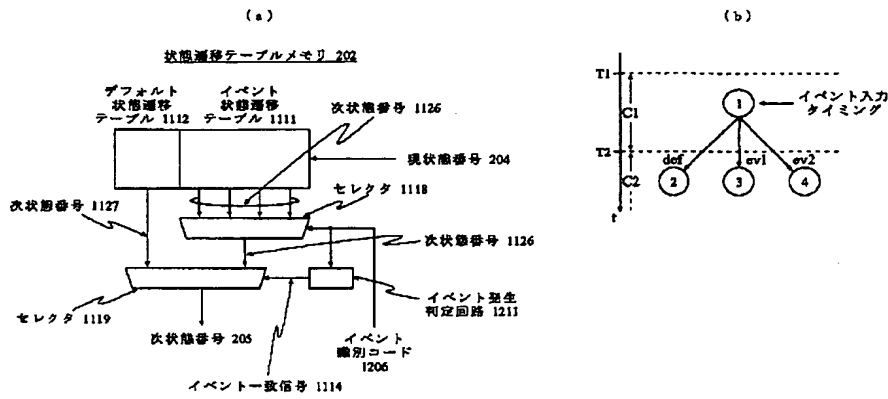 (a)
(b)
状態遷移テーブルメモリ 202
デフォルト
状態遷移
テーブル 1112
イベント
状態遷移
テーブル 1111
次状態番号 1126
現状態番号 204
セレクタ 1118
次状態番号 1127
次状態番号 1126
セレクタ 1119
イベント発生
判定回路 1211
次状態番号 205
イベント
識別コード
1206
イベント一致信号 1114
T1
C1
T2
C2
t
1
イベント入力
タイミング
def
ev1
ev2
2
3
4